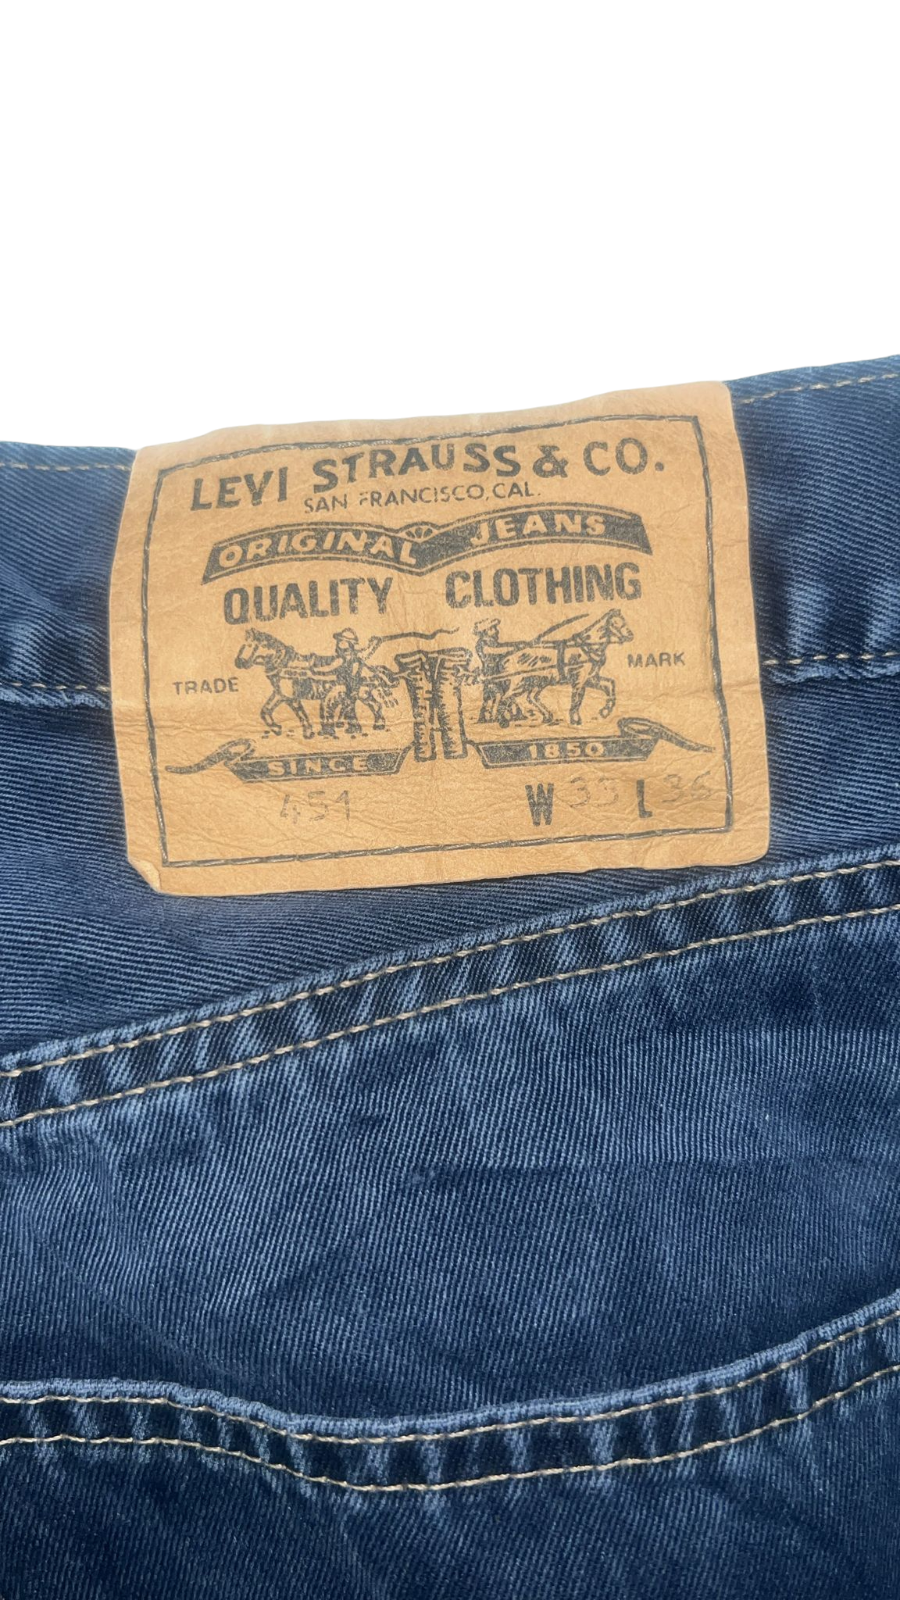 LEVI STRAUSS & CO.
SAN FRANCISCO, CAL.
ORIGINAL JEANS
QUALITY CLOTHING
TRADE MARK
SINCE 1850
451 W 33 L 36